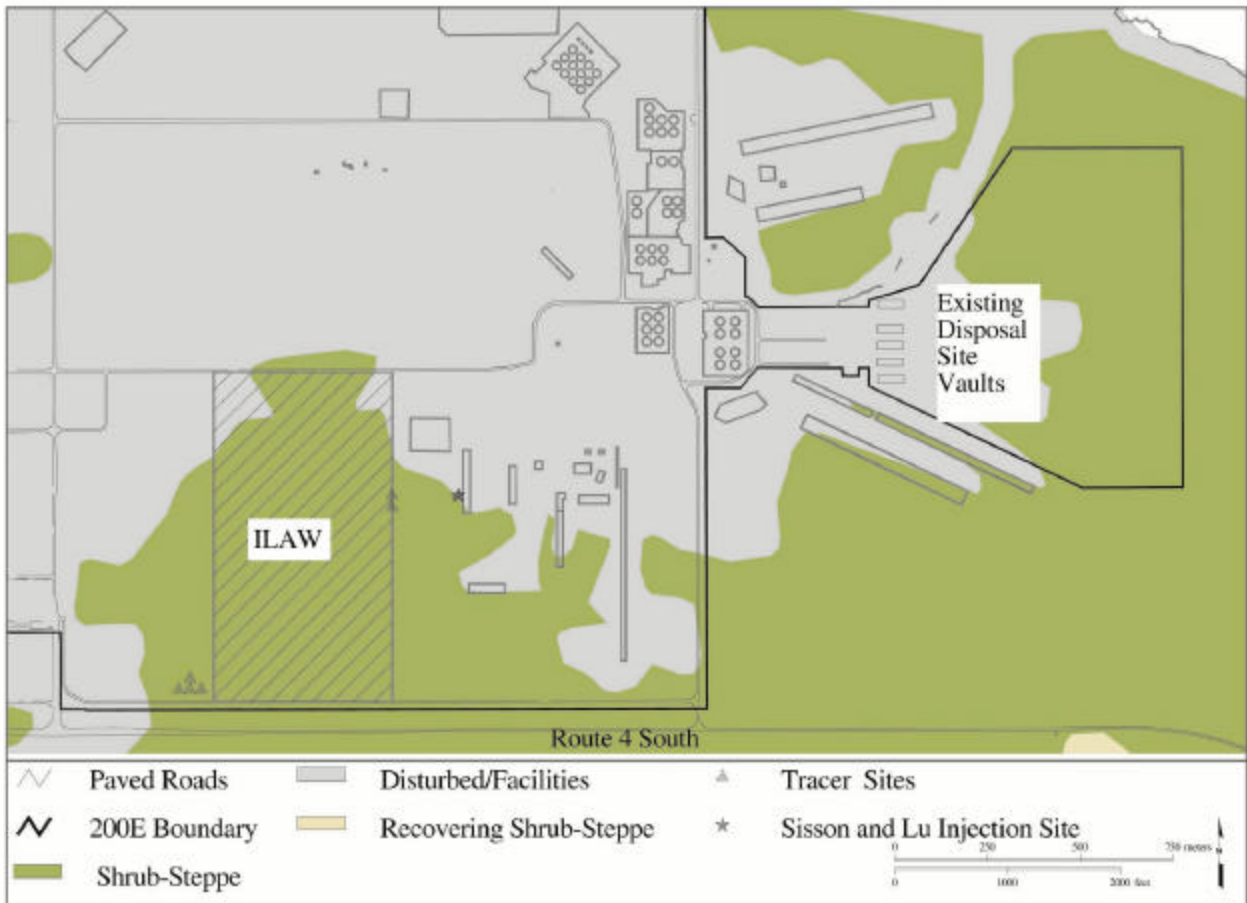 Existing
Disposal
Site
Vaults
ILAW
Route 4 South
Paved Roads
Disturbed/Facilities
Tracer Sites
200E Boundary
Recovering Shrub-Steppe
Sisson and Lu Injection Site
Shrub-Steppe
0 250 500 750 meters
0 1000 2000 feet
N